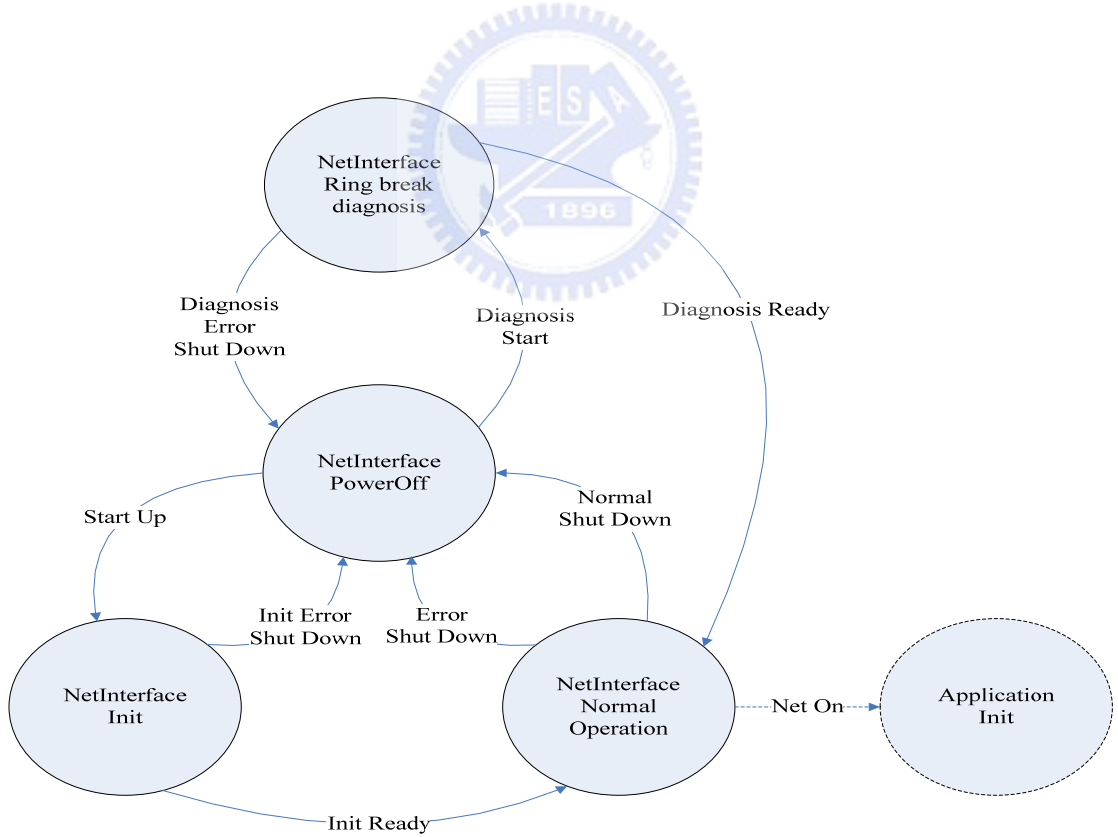 E S A
1896
NetInterface
Ring break
diagnosis
Diagnosis
Error
Shut Down
Diagnosis
Start
Diagnosis Ready
NetInterface
PowerOff
Start Up
Normal
Shut Down
Init Error
Shut Down
Error
Shut Down
NetInterface
Init
NetInterface
Normal
Operation
Net On
Application
Init
Init Ready